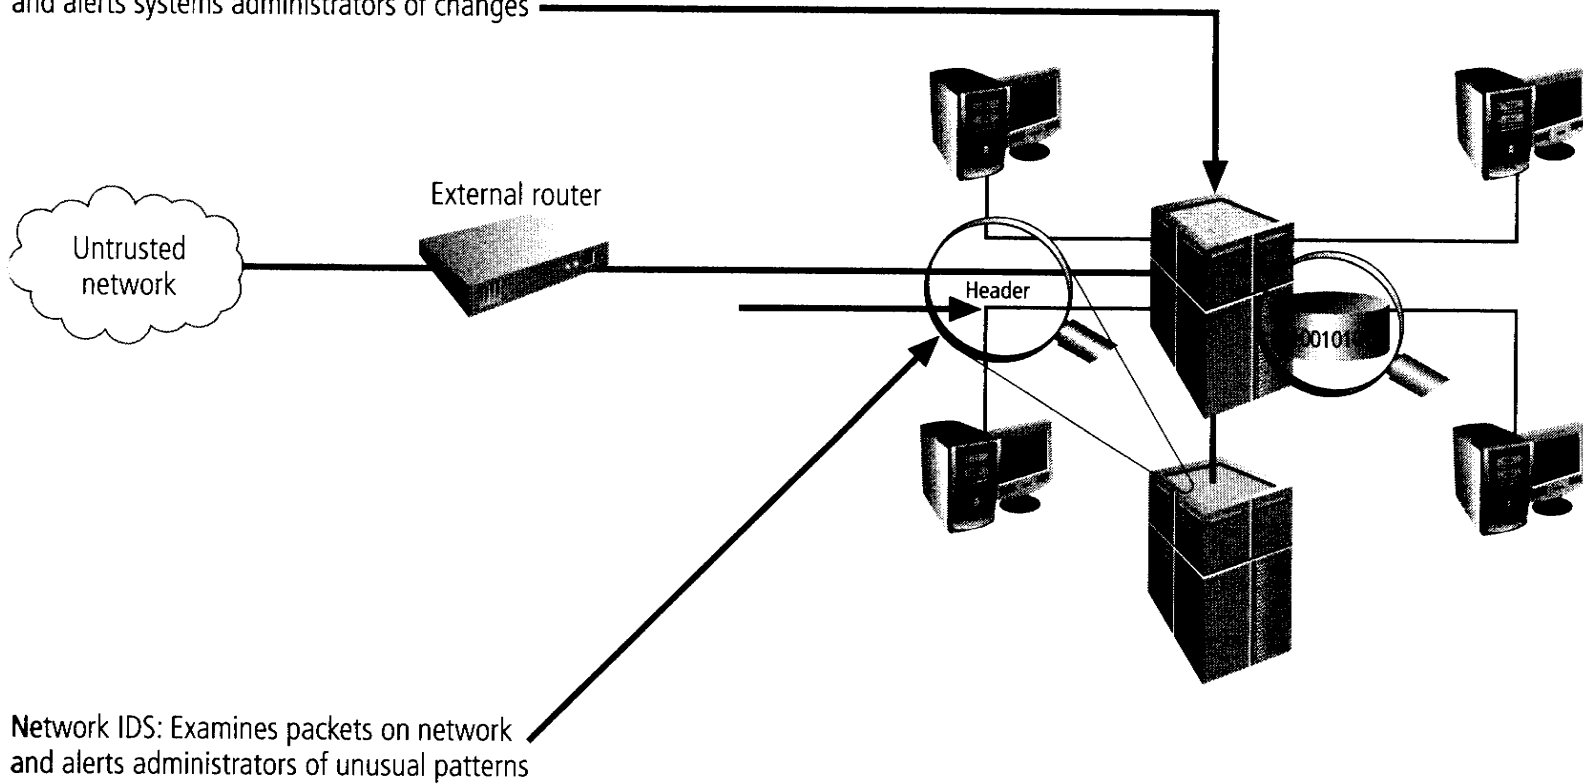 and alerts systems administrators of changes
External router
Untrusted
network
Header
00101
Network IDS: Examines packets on network
and alerts administrators of unusual patterns